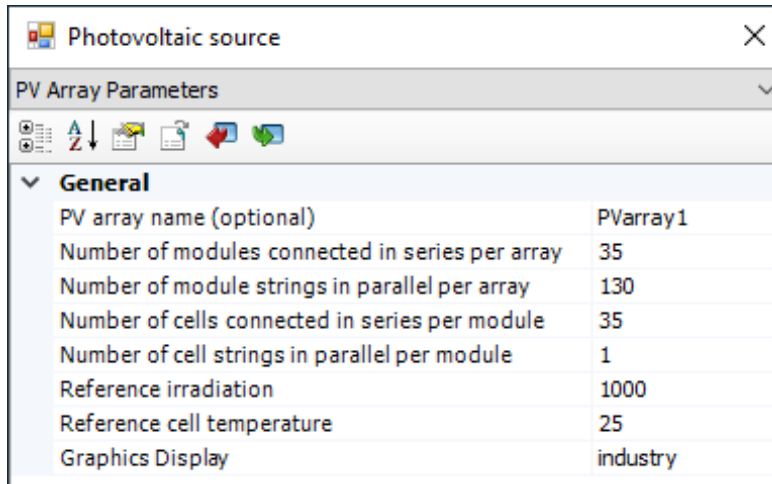 Photovoltaic source
PV Array Parameters
General
PV array name (optional) PVarray1
Number of modules connected in series per array 35
Number of module strings in parallel per array 130
Number of cells connected in series per module 35
Number of cell strings in parallel per module 1
Reference irradiation 1000
Reference cell temperature 25
Graphics Display industry